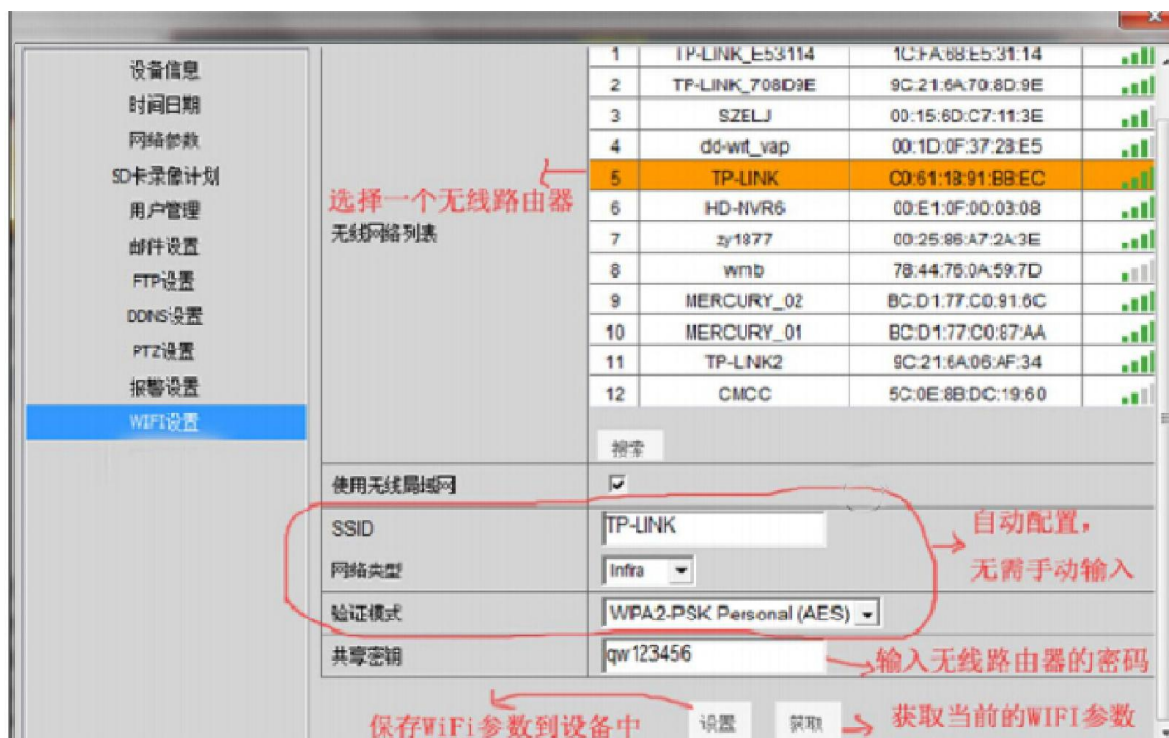 设备信息
时间日期
网络参数
SD卡录像计划
用户管理
邮件设置
FTP设置
DDNS设置
PTZ设置
报警设置
WIFI设置
1 TP-LINK_E53114 1C:FA:68:E5:31:14
2 TP-LINK_708D9E 9C:21:6A:70:8D:9E
3 SZELJ 00:15:6D:C7:11:3E
4 dd-wrt_vap 00:1D:0F:37:28:E5
5 TP-LINK C0:61:18:91:BB:EC
选择一个无线路由器
6 HD-NVR6 00:E1:0F:00:03:08
无线网络列表
7 zy1877 00:25:86:A7:2A:3E
8 wmb 78:44:76:0A:59:7D
9 MERCURY_02 BC:D1:77:C0:91:6C
10 MERCURY_01 BC:D1:77:C0:87:AA
11 TP-LINK2 9C:21:6A:06:AF:34
12 CMCC 5C:0E:8B:DC:19:60
搜索
使用无线局域网
SSID TP-LINK
自动配置，
网络类型 Infra
无需手动输入
验证模式 WPA2-PSK Personal (AES)
共享密钥 qw123456 输入无线路由器的密码
保存WiFi参数到设备中 设置 获取 获取当前的WIFI参数